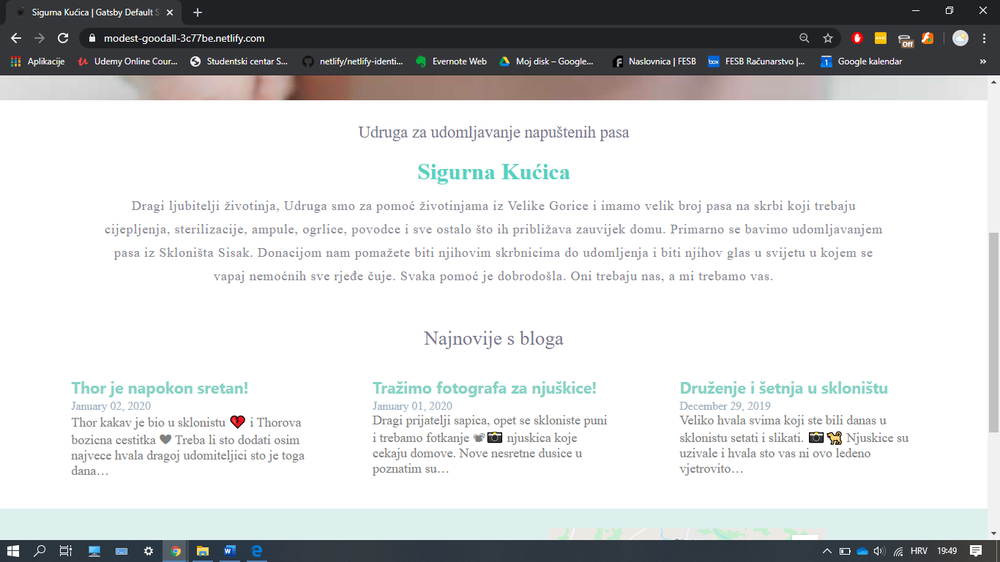 Sigurna Kućica | Gatsby Default S
modest-goodall-3c77be.netlify.com
Aplikacije Udemy Online Cour... Studentski centar S... netlify/netlify-identi... Evernote Web Moj disk – Google... Naslovnica | FESB FESB Računarstvo |... Google kalendar »
Off
Udruga za udomljavanje napuštenih pasa
Sigurna Kućica
Dragi ljubitelji životinja, Udruga smo za pomoć životinjama iz Velike Gorice i imamo velik broj pasa na skrbi koji trebaju
cijepljenja, sterilizacije, ampule, ogrlice, povodce i sve ostalo što ih približava zauvijek domu. Primarno se bavimo udomljavanjem
pasa iz Skloništa Sisak. Donacijom nam pomažete biti njihovim skrbnicima do udomljenja i biti njihov glas u svijetu u kojem se
vapaj nemoćnih sve rjeđe čuje. Svaka pomoć je dobrodošla. Oni trebaju nas, a mi trebamo vas.
Najnovije s bloga
Thor je napokon sretan!
January 02, 2020
Thor kakav je bio u sklonistu 💔 i Thorova
bozicna cestitka ❤ Treba li sto dodati osim
najvece hvala dragoj udomiteljici sto je toga
dana…
Tražimo fotografa za njuškice!
January 01, 2020
Dragi prijatelji sapica, opet se skloniste puni
i trebamo fotkanje 📽📷 njuskica koje
cekaju domove. Nove nesretne dusice u
poznatim su…
Druženje i šetnja u skloništu
December 29, 2019
Veliko hvala svima koji ste bili danas u
sklonistu setati i slikati. 📷🐕 Njuskice su
uzivale i hvala sto vas ni ovo ledeno
vjetrovito…
HRV 19:49